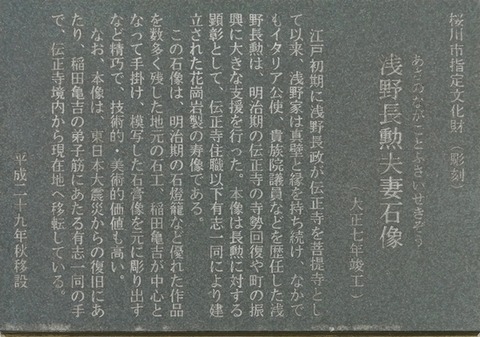 桜川市指定文化財（彫刻）
あさのながことふさいせきぞう
浅野長勲夫妻石像
（大正七年竣工）
江戸初期に浅野長政が伝正寺を菩提寺とし
て以来、浅野家は真壁と縁を持ち続け、なかで
もイタリア公使、貴族院議員などを歴任した浅
野長勲は、明治期の伝正寺の寺勢回復や町の振
興に大きな支援を行った。本像は長勲に対する
顕彰として、伝正寺住職以下有志一同により建
立された花崗岩製の寿像である。
この石像は、明治期の石燈籠など優れた作品
を数多く残した地元の石工、稲田亀吉が中心と
なって手掛け、模写した石膏像を元に彫り出す
など精巧で、技術的・美術的価値も高い。
なお、本像は、東日本大震災からの復旧にあ
たり、稲田亀吉の弟子筋にあたる有志一同の手
で、伝正寺境内から現在地へ移転している。
平成二十九年秋移設